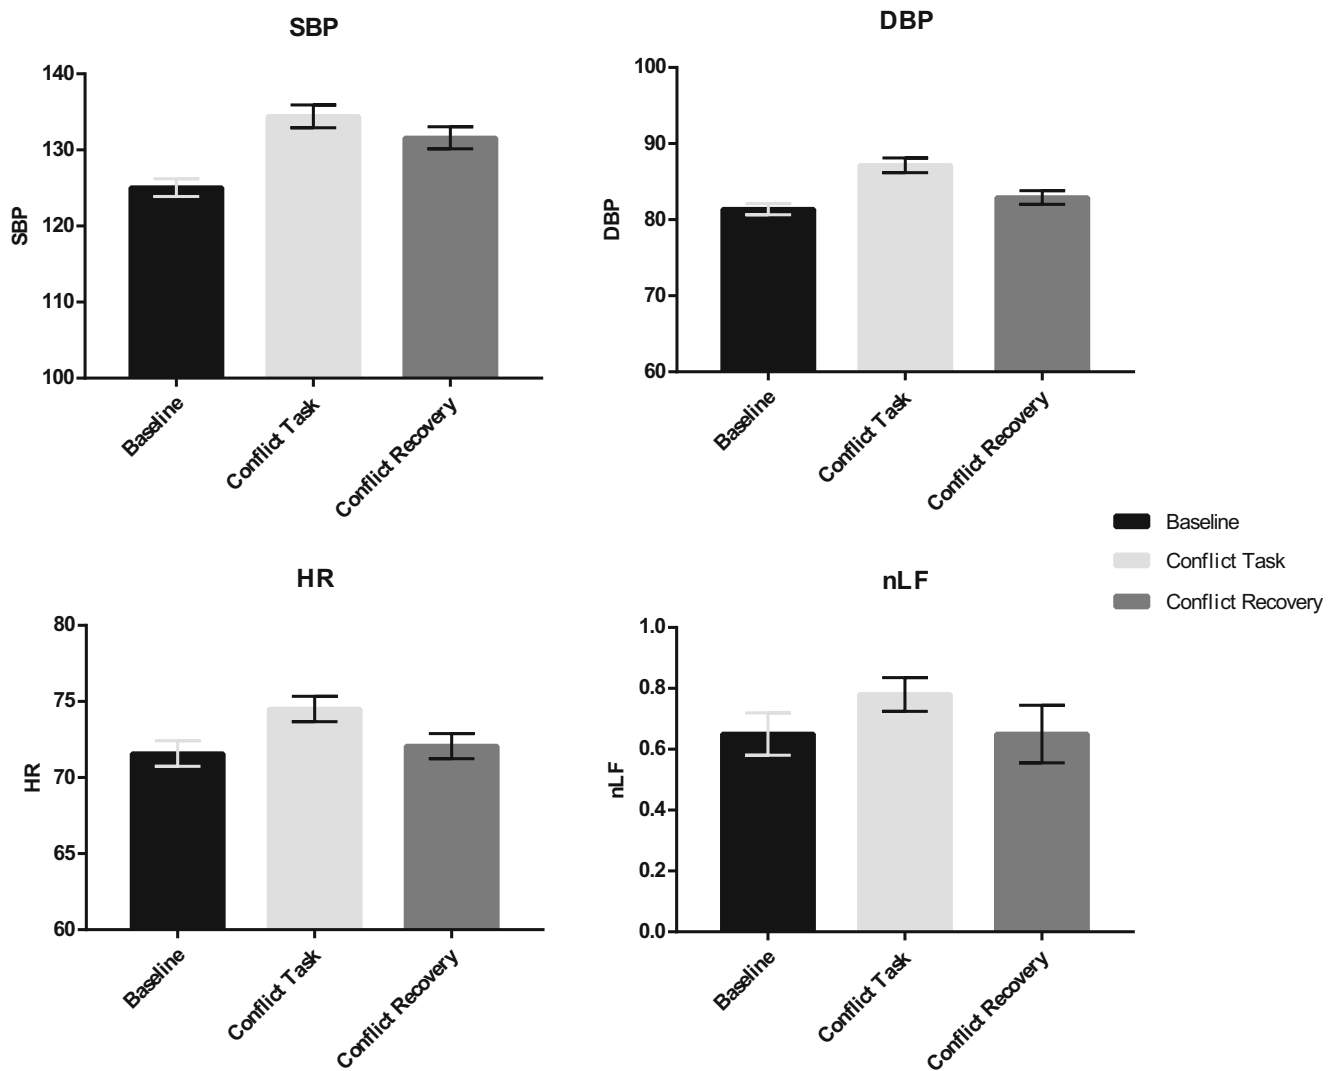 SBP
140
130
120
110
100
SBP
Baseline
Conflict Task
Conflict Recovery
DBP
100
90
80
70
60
DBP
Baseline
Conflict Task
Conflict Recovery
Baseline
Conflict Task
Conflict Recovery
HR
80
75
70
65
60
HR
Baseline
Conflict Task
Conflict Recovery
nLF
1.0
0.8
0.6
0.4
0.2
0.0
nLF
Baseline
Conflict Task
Conflict Recovery